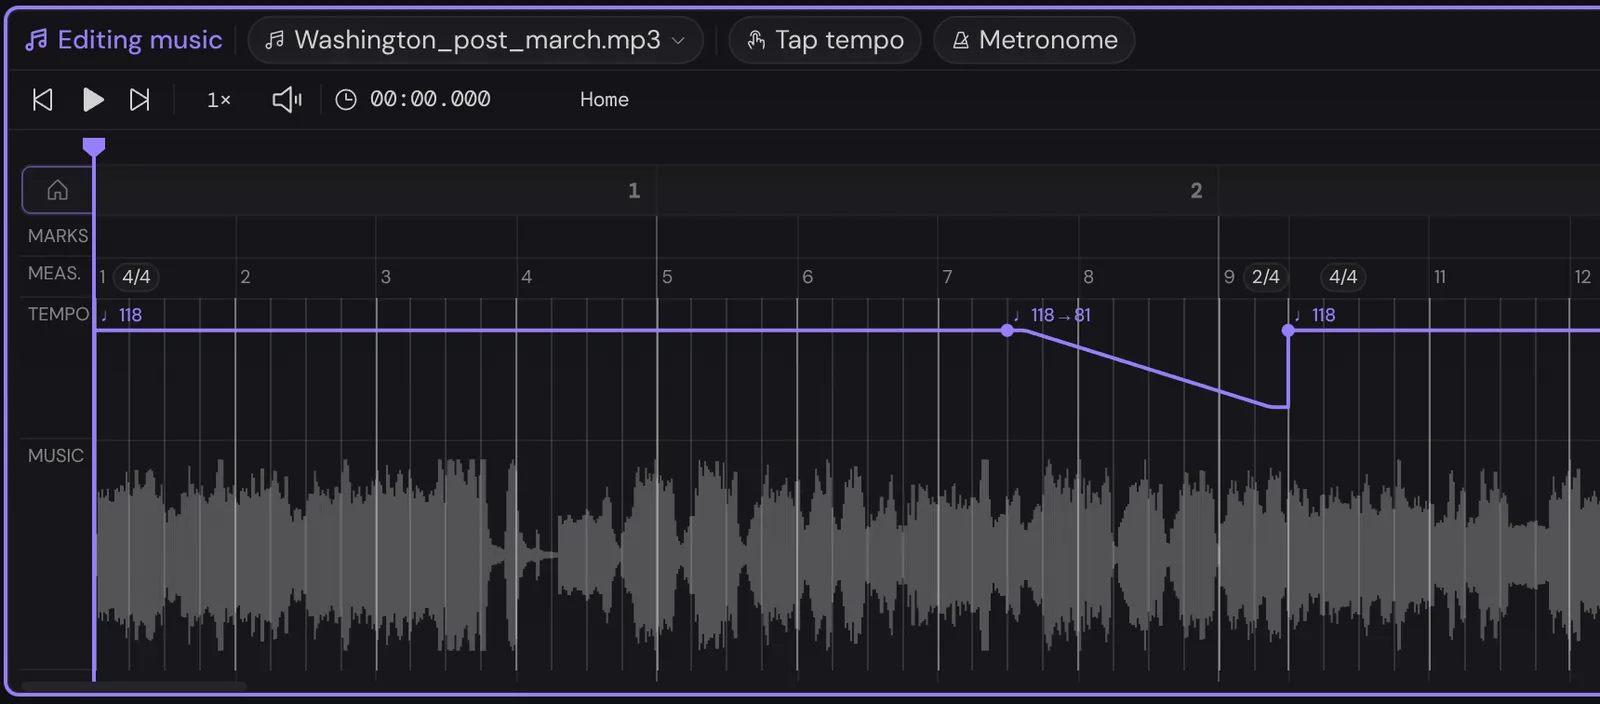 Editing music Washington_post_march.mp3 Tap tempo Metronome
1× 00:00.000 Home
1 2
MARKS
MEAS. 1 4/4 2 3 4 5 6 7 8 9 2/4 4/4 11 12
TEMPO ♩ 118 ♩ 118→81 ♩ 118
MUSIC